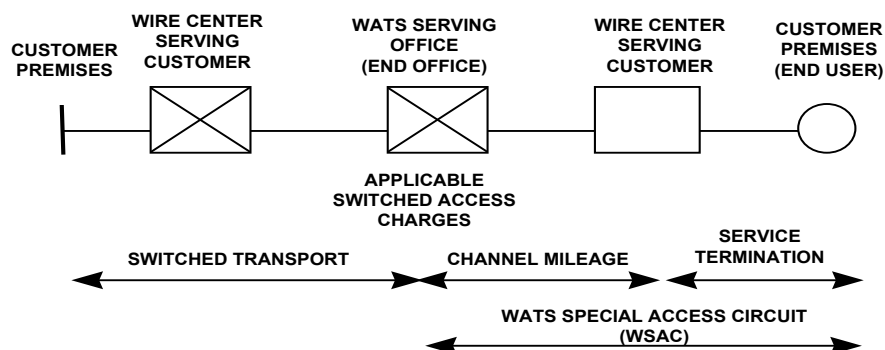 CUSTOMER
PREMISES
WIRE CENTER
SERVING
CUSTOMER
WATS SERVING
OFFICE
(END OFFICE)
WIRE CENTER
SERVING
CUSTOMER
CUSTOMER
PREMISES
(END USER)
APPLICABLE
SWITCHED ACCESS
CHARGES
SWITCHED TRANSPORT
CHANNEL MILEAGE
SERVICE
TERMINATION
WATS SPECIAL ACCESS CIRCUIT
(WSAC)